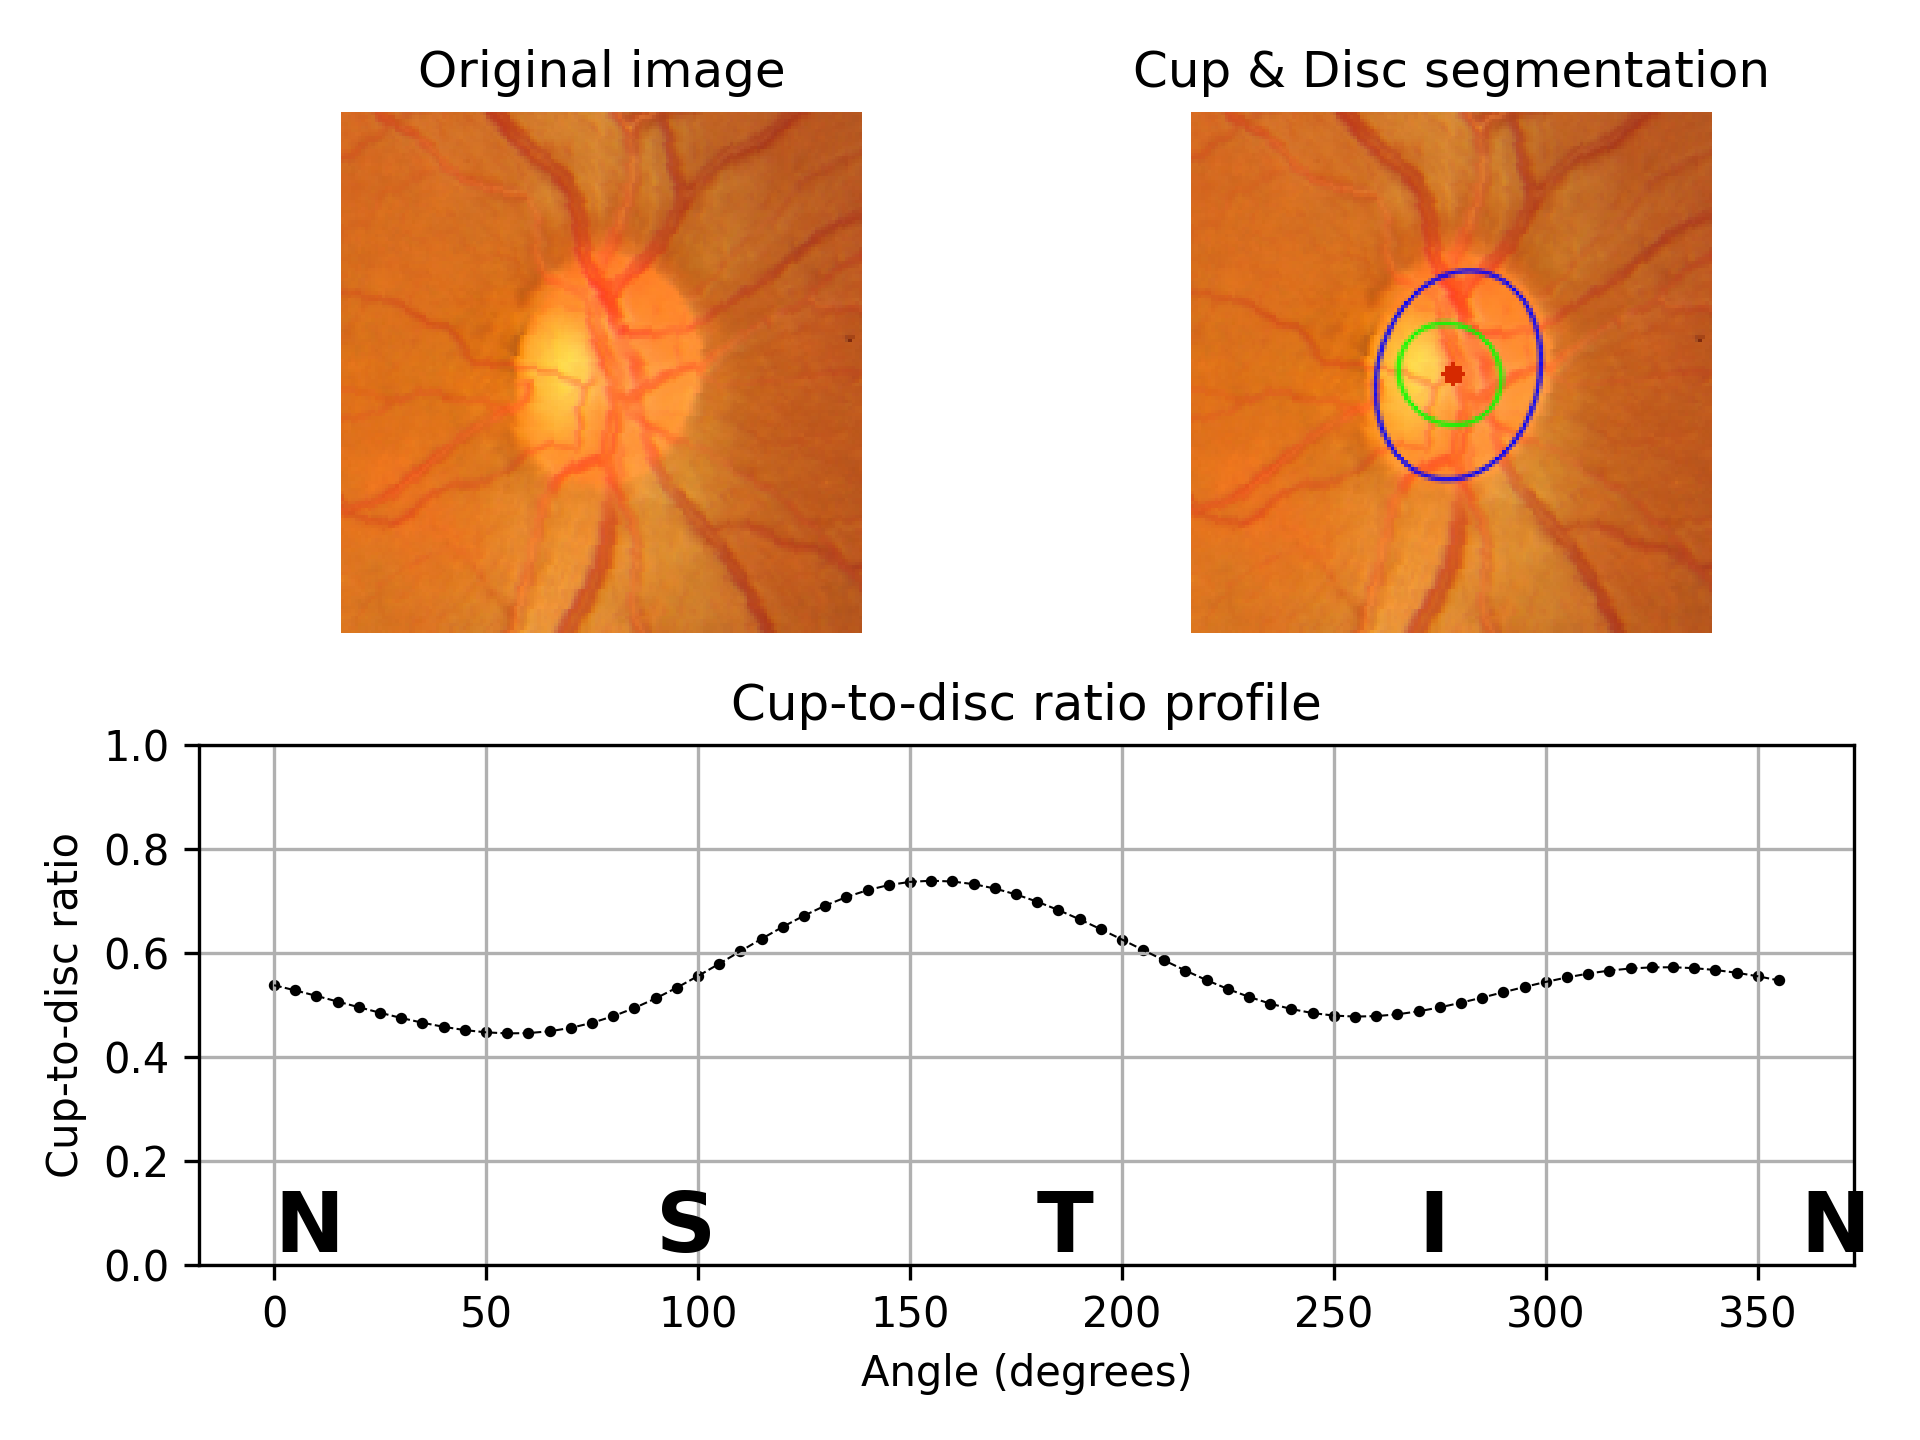 Original image
Cup & Disc segmentation
Cup-to-disc ratio profile
Cup-to-disc ratio
1.0
0.8
0.6
0.4
0.2
0.0
N S T I N
0 50 100 150 200 250 300 350
Angle (degrees)